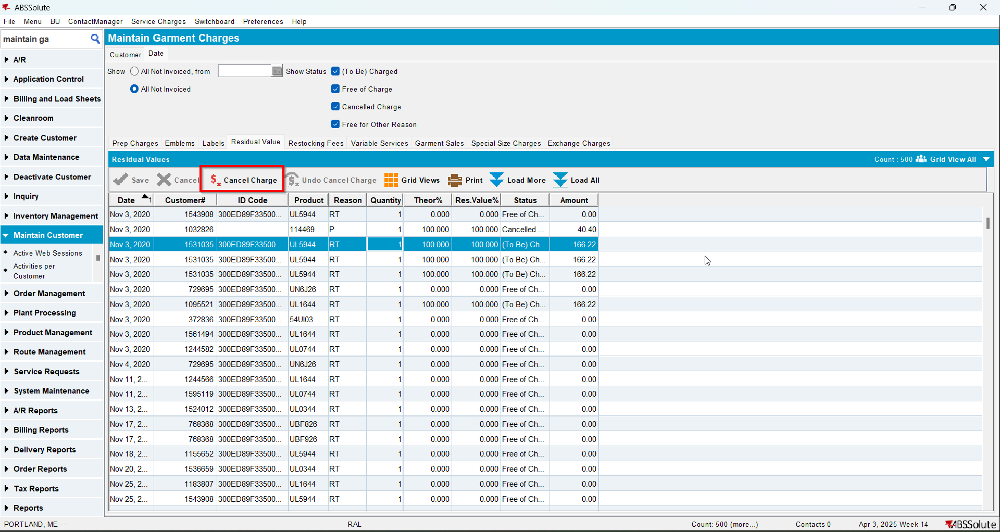 ABSSolute
File Menu BU ContactManager Service Charges Switchboard Preferences Help
maintain ga
Maintain Garment Charges
Customer Date
Show All Not Invoiced, from 15 Show Status (To Be) Charged
All Not Invoiced Free of Charge
Cancelled Charge
Free for Other Reason
Prep Charges Emblems Labels Residual Value Restocking Fees Variable Services Garment Sales Special Size Charges Exchange Charges
Residual Values Count : 500 Grid View All
Save Cancel Cancel Charge Undo Cancel Charge Grid Views Print Load More Load All
Date 1 Customer# ID Code Product Reason Quantity Theor% Res.Value% Status Amount
Nov 3, 2020 1543908 300ED89F33500... UL5944 RT 1 0.000 0.000 Free of Ch... 0.00
Nov 3, 2020 1032826 114469 P 1 100.000 100.000 Cancelled ... 40.40
Nov 3, 2020 1531035 300ED89F33500... UL5944 RT 1 100.000 100.000 (To Be) Ch... 166.22
Nov 3, 2020 1531035 300ED89F33500... UL5944 RT 1 100.000 100.000 (To Be) Ch... 166.22
Nov 3, 2020 1531035 300ED89F33500... UL5944 RT 1 100.000 100.000 (To Be) Ch... 166.22
Nov 3, 2020 729695 300ED89F33500... UN6J26 RT 1 0.000 0.000 Free of Ch... 0.00
Nov 3, 2020 1095521 300ED89F33500... UL1644 RT 1 100.000 100.000 (To Be) Ch... 166.22
Nov 3, 2020 372836 300ED89F33500... 54UI03 RT 1 0.000 0.000 Free of Ch... 0.00
Nov 3, 2020 1561494 300ED89F33500... UL1644 RT 1 0.000 0.000 Free of Ch... 0.00
Nov 3, 2020 1244582 300ED89F33500... UL0744 RT 1 0.000 0.000 Free of Ch... 0.00
Nov 4, 2020 729695 300ED89F33500... UN6J26 RT 1 0.000 0.000 Free of Ch... 0.00
Nov 11, 2... 1244566 300ED89F33500... UL1644 RT 1 0.000 0.000 Free of Ch... 0.00
Nov 11, 2... 1595119 300ED89F33500... UL0744 RT 1 0.000 0.000 Free of Ch... 0.00
Nov 13, 2... 1524012 300ED89F33500... UL0344 RT 1 0.000 0.000 Free of Ch... 0.00
Nov 17, 2... 768368 300ED89F33500... UBF826 RT 1 0.000 0.000 Free of Ch... 0.00
Nov 17, 2... 768368 300ED89F33500... UBF926 RT 1 0.000 0.000 Free of Ch... 0.00
Nov 18, 2... 1155652 300ED89F33500... UL5944 RT 1 0.000 0.000 Free of Ch... 0.00
Nov 20, 2... 1536659 300ED89F33500... UL0344 RT 1 0.000 0.000 Free of Ch... 0.00
Nov 25, 2... 1183807 300ED89F33500... UL1644 RT 1 0.000 0.000 Free of Ch... 0.00
Nov 25, 2... 1543908 300ED89F33500... UL5944 RT 1 0.000 0.000 Free of Ch... 0.00
A/R
Application Control
Billing and Load Sheets
Cleanroom
Create Customer
Data Maintenance
Deactivate Customer
Inquiry
Inventory Management
Maintain Customer
Active Web Sessions
Activities per
Customer
Order Management
Plant Processing
Product Management
Route Management
Service Requests
System Maintenance
A/R Reports
Billing Reports
Delivery Reports
Order Reports
Tax Reports
Reports
PORTLAND, ME - - RAL Count: 500 (more...) Contacts 0 Apr 3, 2025 Week 14 ABSSolute